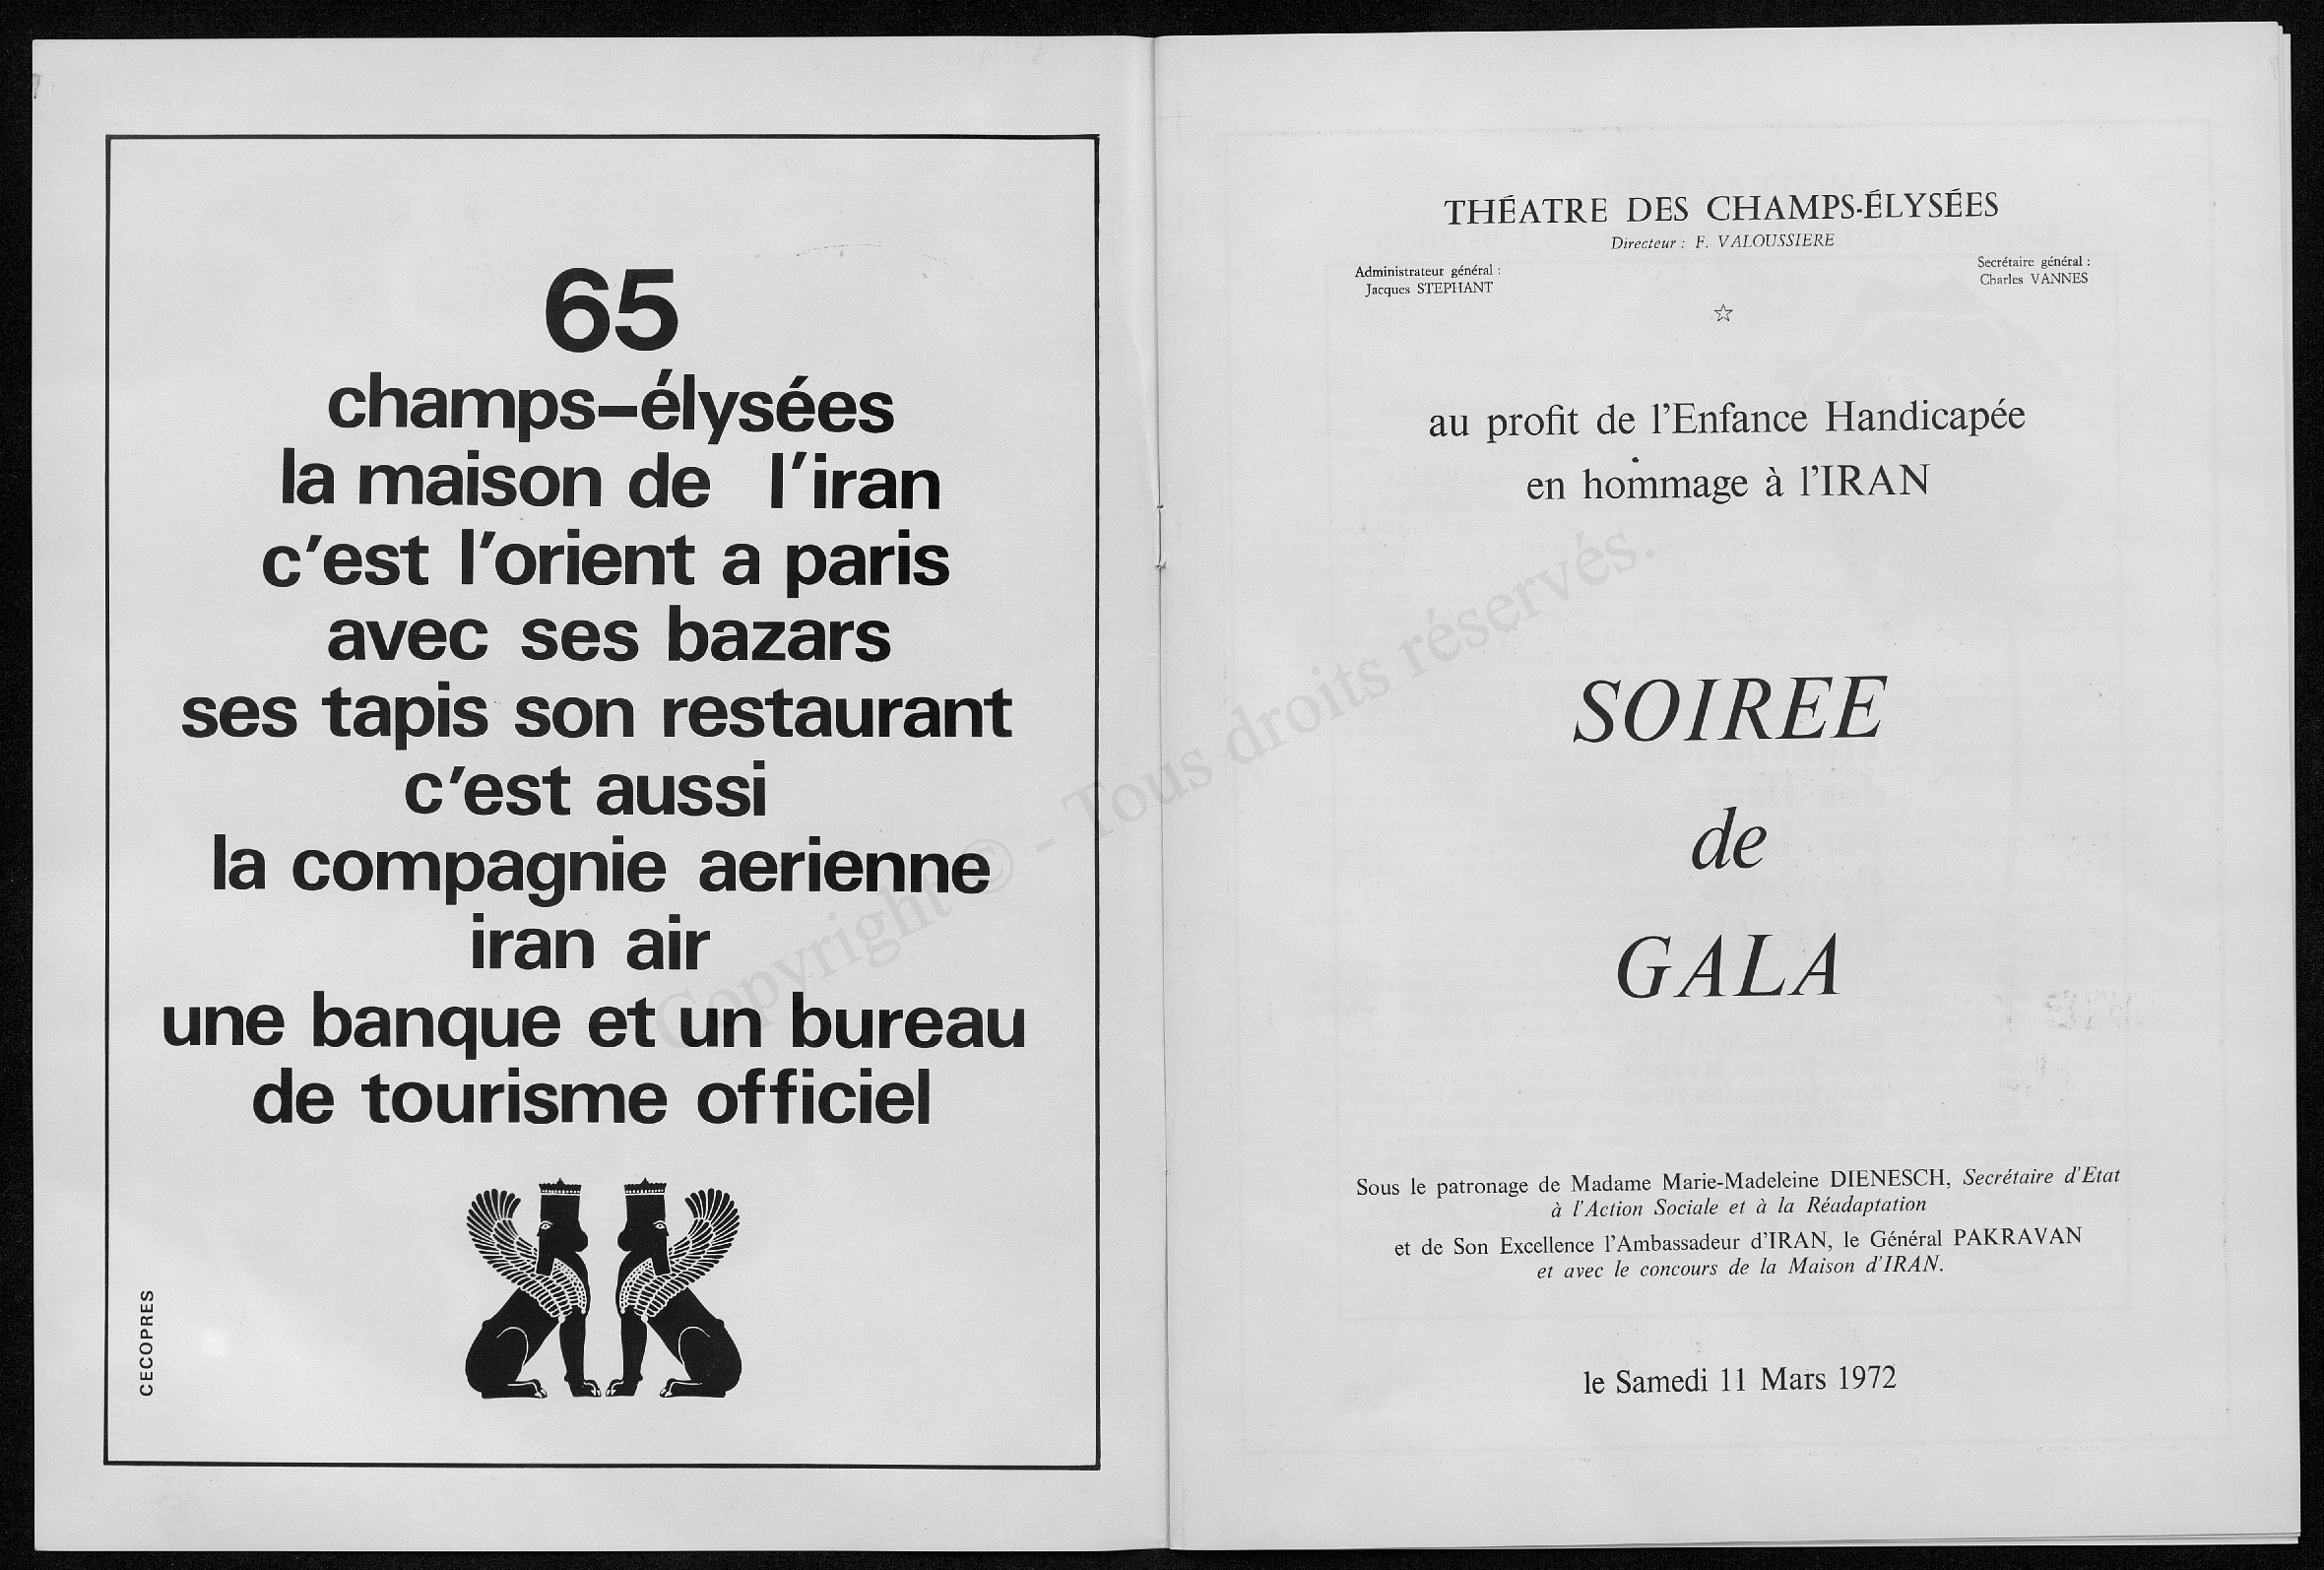 65
champs-élysées
la maison de l'iran
c'est l'orient a paris
avec ses bazars
ses tapis son restaurant
c'est aussi
la compagnie aerienne
iran air
une banque et un bureau
de tourisme officiel
CECOPRES
THÉATRE DES CHAMPS-ÉLYSÉES
Directeur : F. VALOUSSIERE
Administrateur général :
Jacques STEPHANT
Secrétaire général :
Charles VANNES
au profit de l'Enfance Handicapée
en hommage à l'IRAN
SOIREE
de
GALA
Sous le patronage de Madame Marie-Madeleine DIENESCH, Secrétaire d'Etat
à l'Action Sociale et à la Réadaptation
et de Son Excellence l'Ambassadeur d'IRAN, le Général PAKRAVAN
et avec le concours de la Maison d'IRAN.
le Samedi 11 Mars 1972
Copyright © - Tous droits réservés.